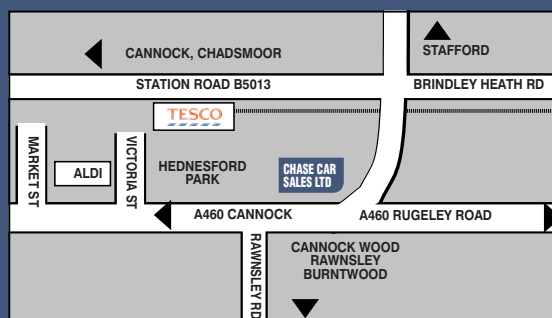 CANNOCK, CHADSMOOR
STAFFORD
STATION ROAD B5013
BRINDLEY HEATH RD
TESCO
MARKET ST
ALDI
VICTORIA ST
HEDNESFORD
PARK
CHASE CAR
SALES LTD
A460 CANNOCK
A460 RUGELEY ROAD
RAWNSLEY RD
CANNOCK WOOD
RAWNSLEY
BURNTWOOD